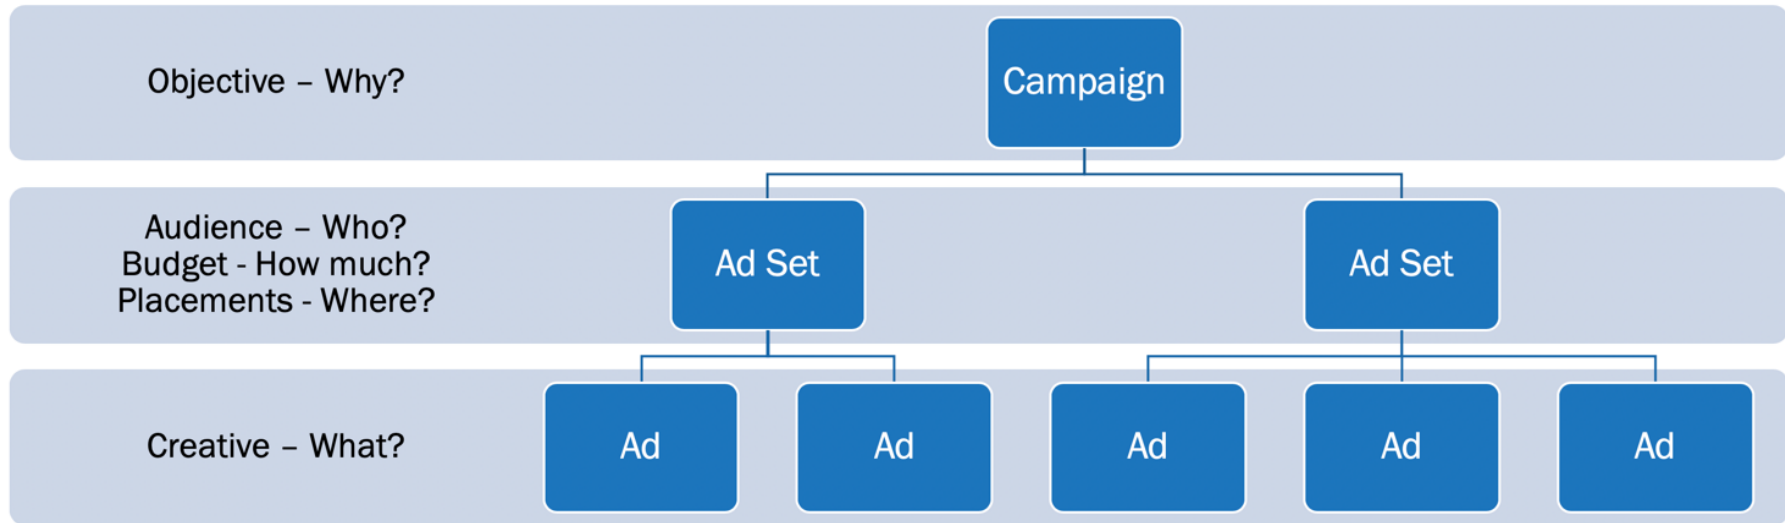 Objective – Why?
Campaign
Audience – Who?
Budget - How much?
Placements - Where?
Ad Set
Ad Set
Creative – What?
Ad
Ad
Ad
Ad
Ad